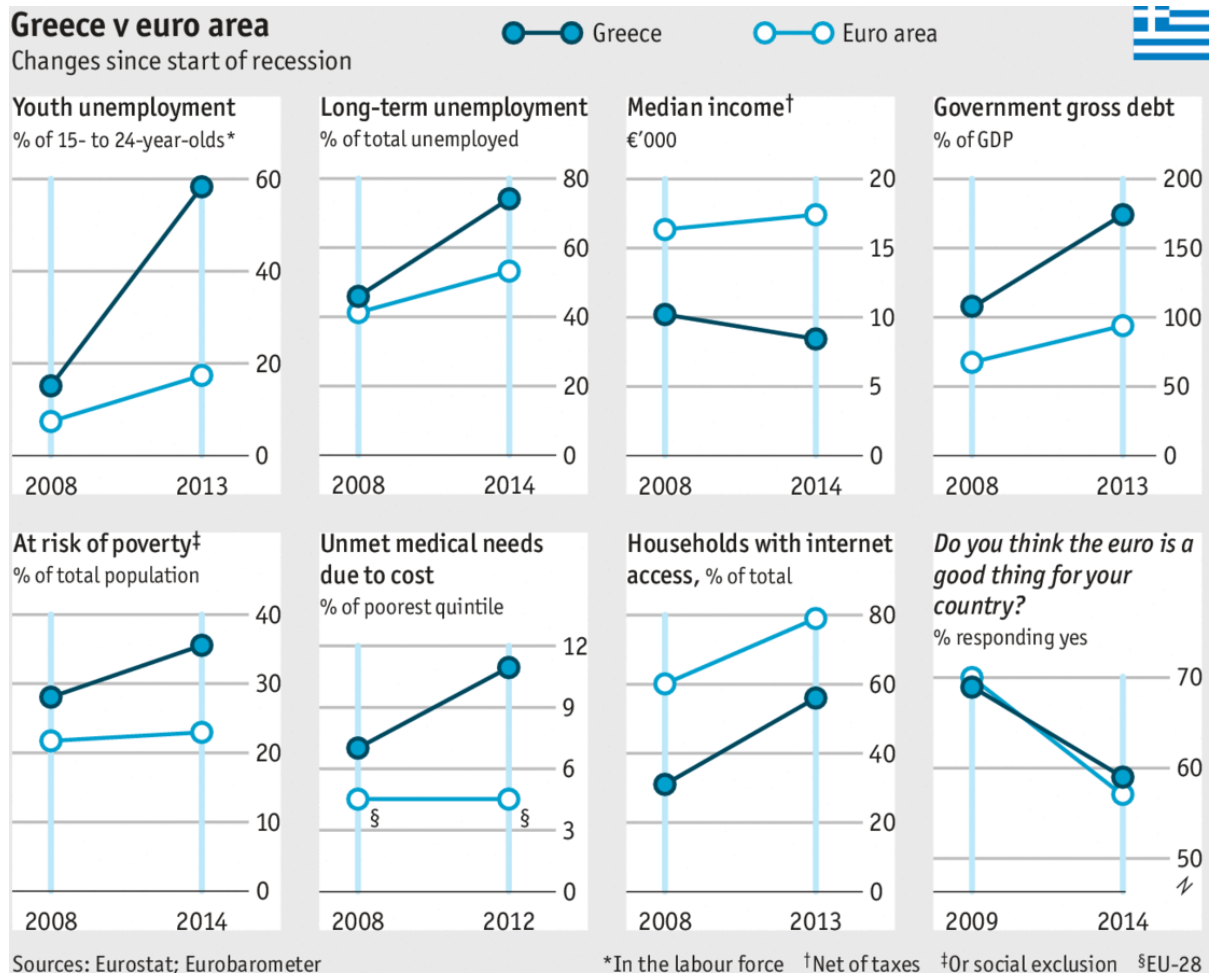 Greece v euro area
Changes since start of recession
Greece
Euro area
Youth unemployment
% of 15- to 24-year-olds*
60
40
20
0
2008 2013
Long-term unemployment
% of total unemployed
80
60
40
20
0
2008 2014
Median income†
€'000
20
15
10
5
0
2008 2014
Government gross debt
% of GDP
200
150
100
50
0
2008 2013
At risk of poverty‡
% of total population
40
30
20
10
0
2008 2014
Unmet medical needs
due to cost
% of poorest quintile
12
9
6
3
0
§ §
2008 2012
Households with internet
access, % of total
80
60
40
20
0
2008 2013
Do you think the euro is a
good thing for your
country?
% responding yes
70
60
50
2009 2014
Sources: Eurostat; Eurobarometer
*In the labour force †Net of taxes ‡Or social exclusion §EU-28